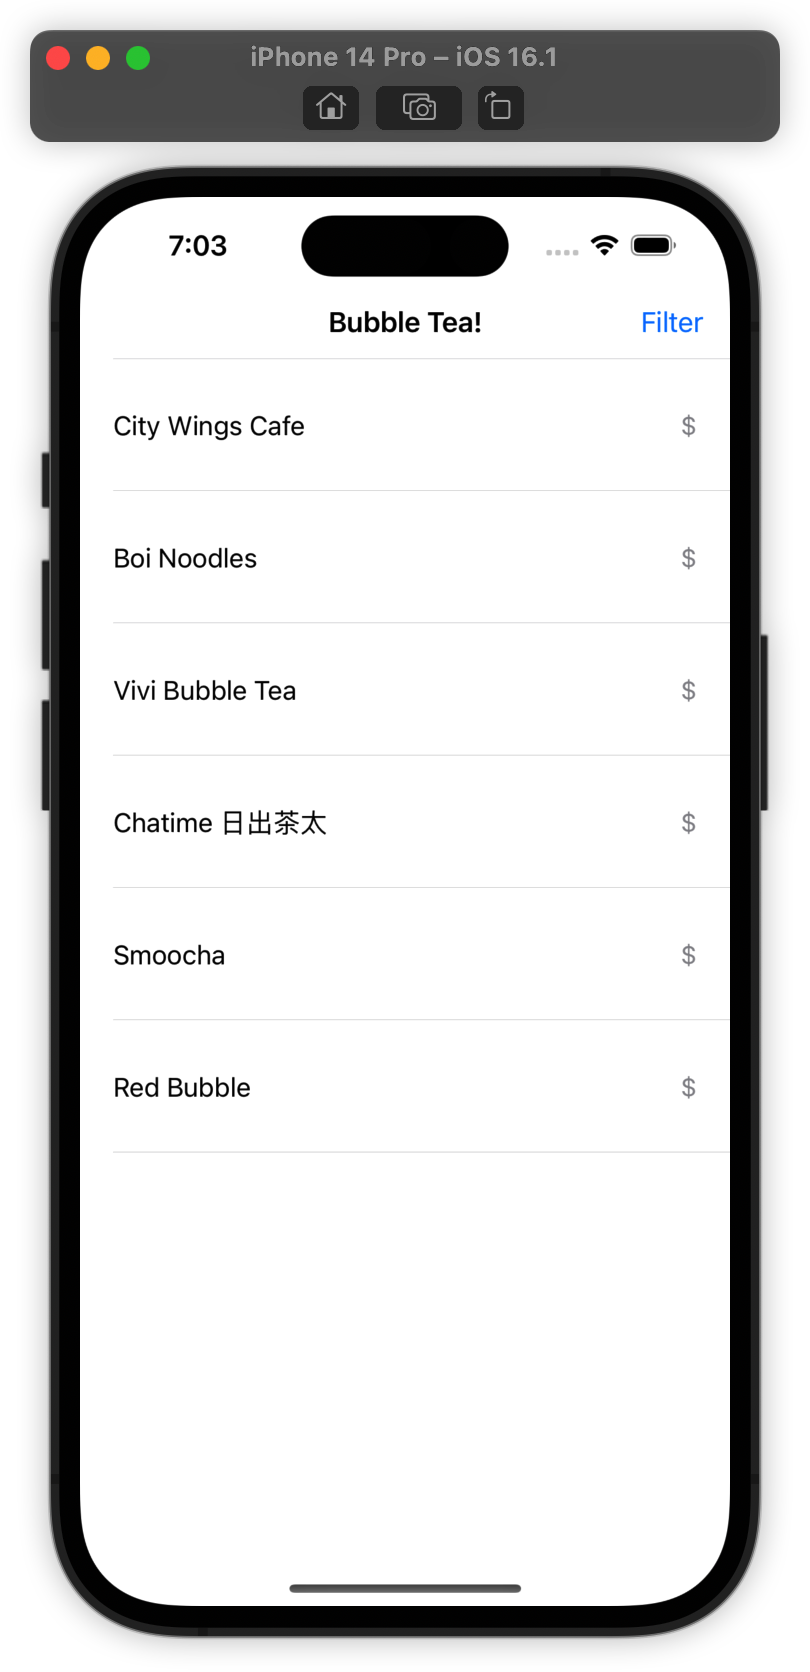 iPhone 14 Pro – iOS 16.1
7:03
Bubble Tea! Filter
City Wings Cafe $
Boi Noodles $
Vivi Bubble Tea $
Chatime 日出茶太 $
Smoocha $
Red Bubble $